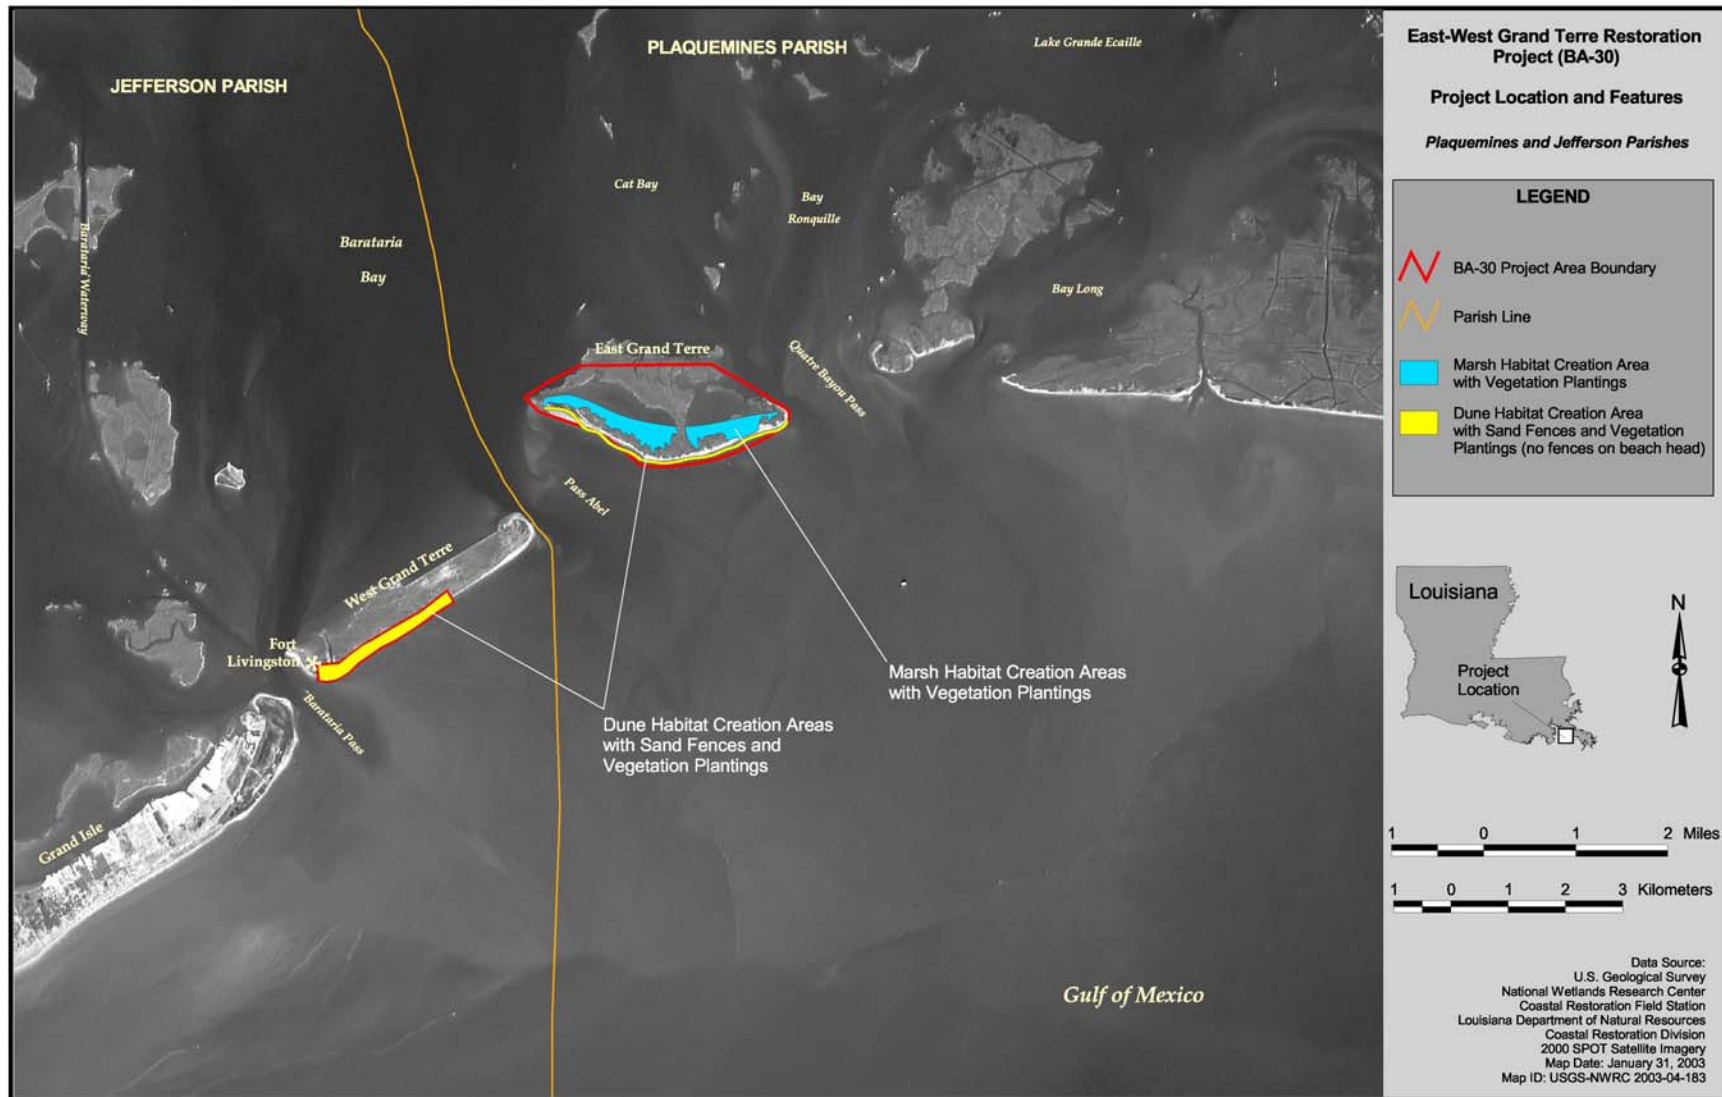 JEFFERSON PARISH
PLAQUEMINES PARISH
Lake Grande Ecaille
Barataria Waterway
Barataria
Bay
Cat Bay
Bay
Ronquille
Bay Long
East Grand Terre
Quatre Bayou Pass
Pass Abel
West Grand Terre
Fort
Livingston
Barataria Pass
Grand Isle
Marsh Habitat Creation Areas
with Vegetation Plantings
Dune Habitat Creation Areas
with Sand Fences and
Vegetation Plantings
Gulf of Mexico
East-West Grand Terre Restoration
Project (BA-30)
Project Location and Features
Plaquemines and Jefferson Parishes
LEGEND
BA-30 Project Area Boundary
Parish Line
Marsh Habitat Creation Area
with Vegetation Plantings
Dune Habitat Creation Area
with Sand Fences and Vegetation
Plantings (no fences on beach head)
Louisiana
Project
Location
N
1 0 1 2 Miles
1 0 1 2 3 Kilometers
Data Source:
U.S. Geological Survey
National Wetlands Research Center
Coastal Restoration Field Station
Louisiana Department of Natural Resources
Coastal Restoration Division
2000 SPOT Satellite Imagery
Map Date: January 31, 2003
Map ID: USGS-NWRC 2003-04-183